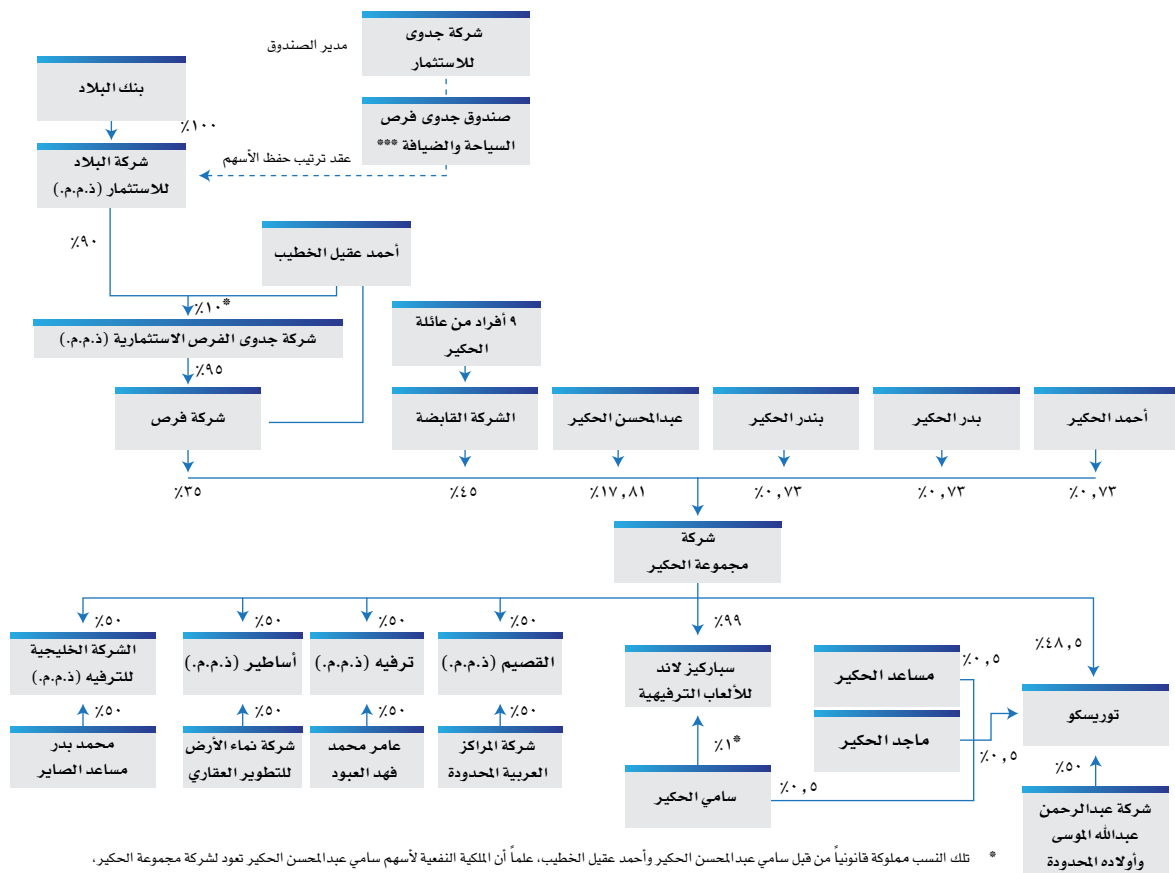 شركة جدوى
للاستثمار
مدير الصندوق
بنك البلاد
صندوق جدوى فرص
السياحة والضيافة ***
٪١٠٠
عقد ترتيب حفظ الأسهم
شركة البلاد
للاستثمار (ذ.م.م.)
٪٩٠
أحمد عقيل الخطيب
٪١٠*
شركة جدوى الفرص الاستثمارية (ذ.م.م.)
٩ أفراد من عائلة
الحكير
٪٩٥
أحمد الحكير
بدر الحكير
بندر الحكير
عبدالمحسن الحكير
الشركة القابضة
شركة فرص
٪٠,٧٣
٪٠,٧٣
٪٠,٧٣
٪١٧,٨١
٪٤٥
٪٣٥
شركة
مجموعة الحكير
٪٤٨,٥
٪٩٩
٪٥٠
٪٥٠
٪٥٠
٪٥٠
سباركيز لاند
للألعاب الترفيهية
القصيم (ذ.م.م.)
ترفيه (ذ.م.م.)
أساطير (ذ.م.م.)
الشركة الخليجية
للترفيه (ذ.م.م.)
مساعد الحكير
٪٠,٥
توريسكو
ماجد الحكير
٪٠,٥
٪٥٠
٪١*
٪٥٠
٪٥٠
٪٥٠
٪٥٠
شركة المراكز
العربية المحدودة
عامر محمد
فهد العبود
شركة نماء الأرض
للتطوير العقاري
محمد بدر
مساعد الصاير
سامي الحكير
٪٠,٥
شركة عبدالرحمن
عبدالله الموسى
وأولاده المحدودة
* تلك النسب مملوكة قانونياً من قبل سامي عبدالمحسن الحكير وأحمد عقيل الخطيب، علماً أن الملكية النفعية لأسهم سامي عبدالمحسن الحكير تعود لشركة مجموعة الحكير،